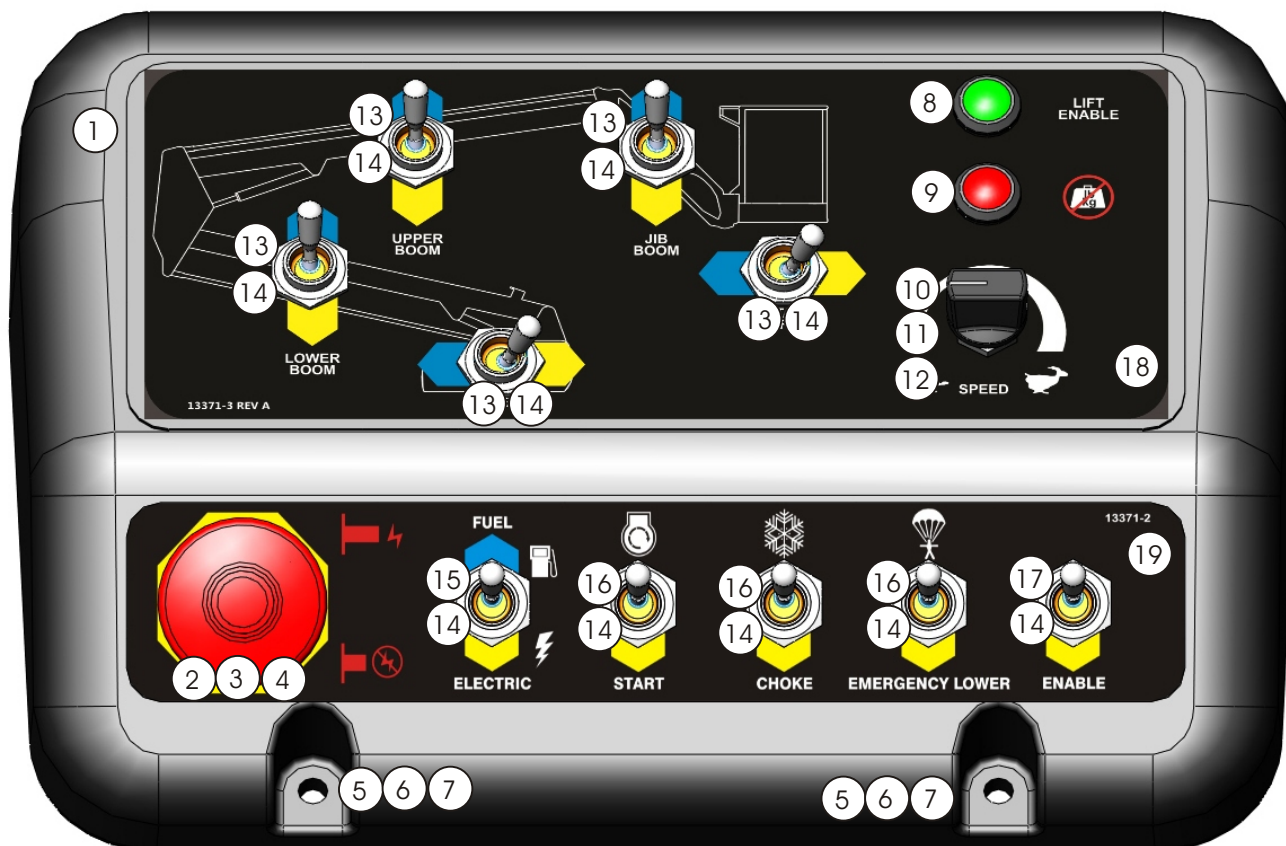 1
13
14
UPPER
BOOM
13
14
JIB
BOOM
13
14
LOWER
BOOM
13 14
13 14
13371-3 REV A
8
LIFT
ENABLE
9
lb
kg
10
11
12
SPEED
18
FUEL
13371-2
19
15
14
ELECTRIC
16
14
START
16
14
CHOKE
16
14
EMERGENCY LOWER
17
14
ENABLE
2 3 4
5 6 7
5 6 7